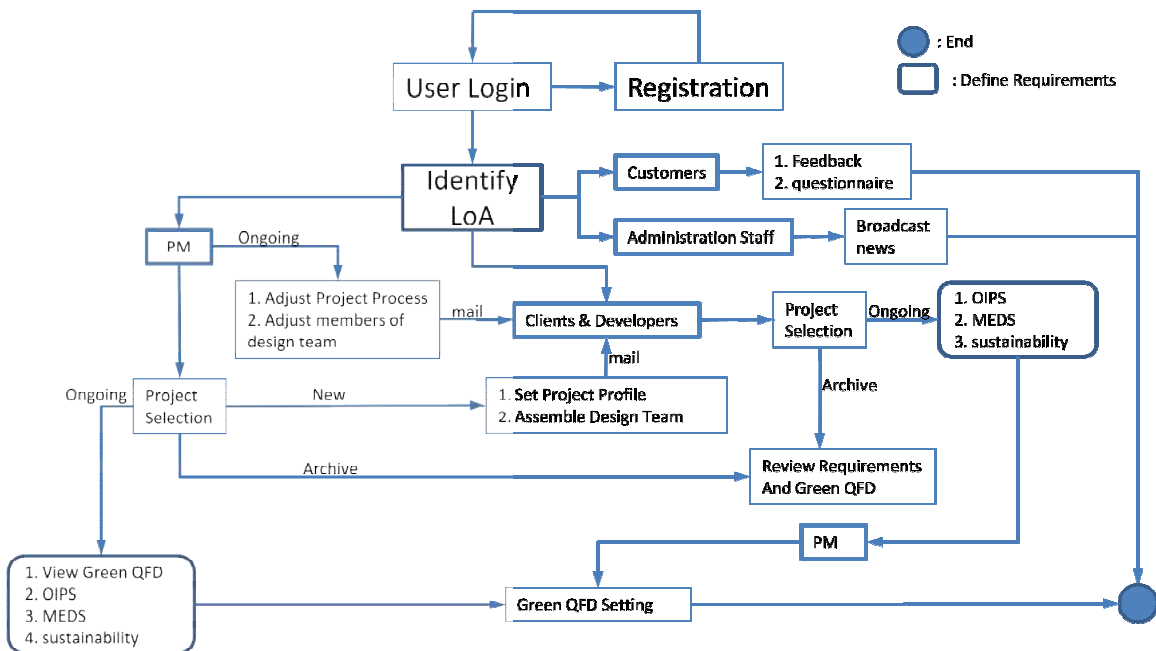 : End
: Define Requirements
User Login
Registration
Identify
LoA
Customers
1. Feedback
2. questionnaire
Administration Staff
Broadcast
news
PM
Ongoing
1. Adjust Project Process
2. Adjust members of
design team
mail
Clients & Developers
Project
Selection
Ongoing
1. OIPS
2. MEDS
3. sustainability
mail
Archive
Ongoing
Project
Selection
New
1. Set Project Profile
2. Assemble Design Team
Archive
Review Requirements
And Green QFD
PM
1. View Green QFD
2. OIPS
3. MEDS
4. sustainability
Green QFD Setting